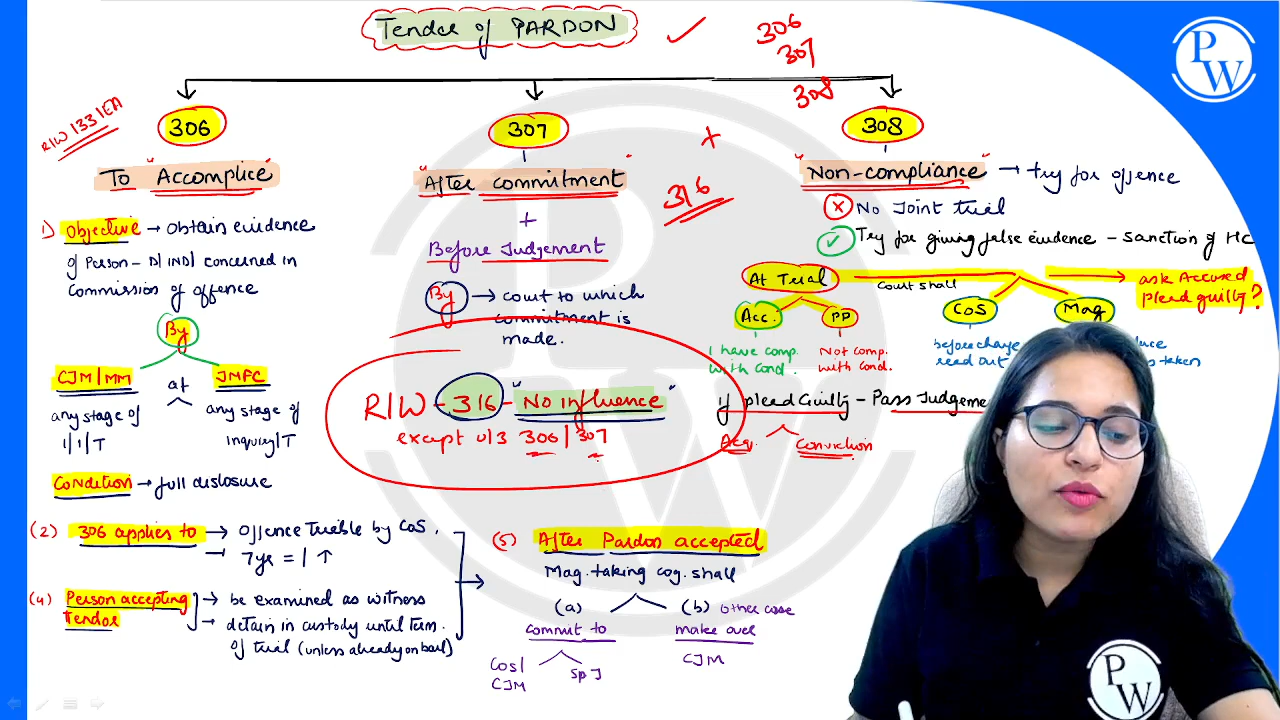 Tender of PARDON
306
307
308
PW
R/W 133 IEA
306
307
308
+
316
To "Accomplice"
"After commitment"
"Non-compliance" → try for offence
1) Objective → Obtain evidence
of Person - D/IND/ concerned in
Commission of offence
+
Before Judgement
By → court to which
commitment is
made.
No Joint trial
Try for giving false evidence - Sanction of HC
At Trial
Court shall
ask Accused
plead guilty?
Acc.
PP
CoS
Mag
I have comp.
with cond.
Not comp.
with cond.
before charge
read out
taken
if plead Guilty - Pass Judgeme
Acq.
Conviction
By
CJM/MM
at
JMFC
any stage of
I/I/T
any stage of
inquiry/T
Condition → full disclosure
R/W - 316 - "No influence"
except u/s 306/307
(2) 306 applies to → Offence triable by CoS.
→ 7yr = / ↑
(4) Person accepting
Tender
→ be examined as witness
→ detain in custody until term.
of trial (unless already on bail)
(5) After Pardon accepted
Mag. taking cog. shall
(a)
(b) other case
commit to
make over
CoS/
CJM
Sp J
CJM
PW
PW